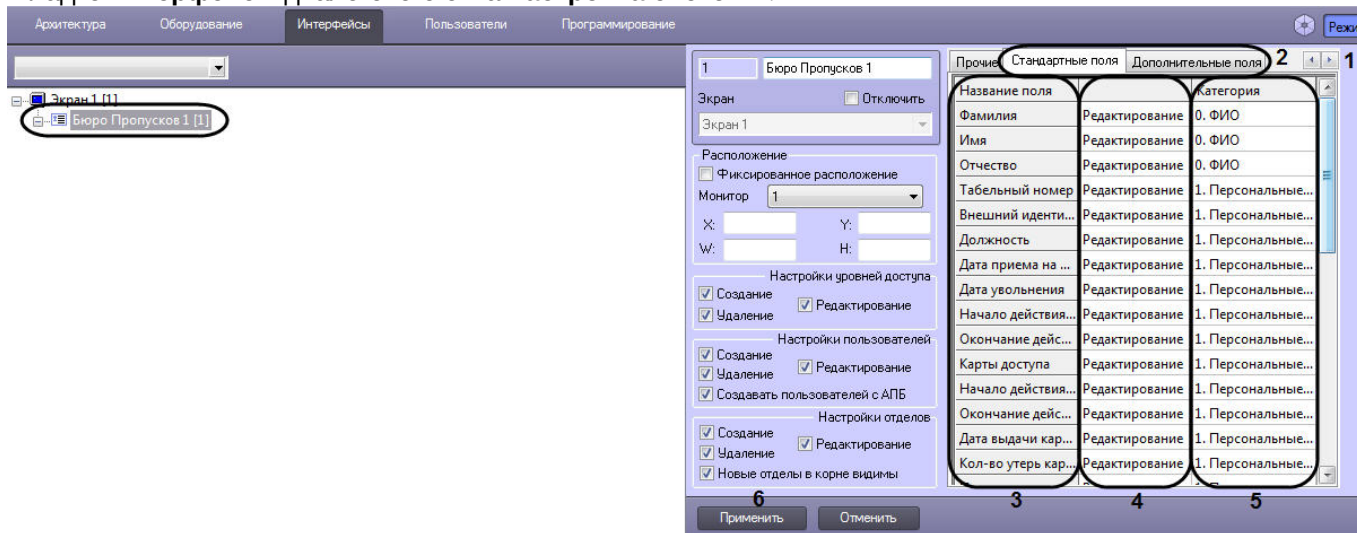 Архитектура Оборудование Интерфейсы Пользователи Программирование Режи
Экран 1 [1]
Бюро Пропусков 1 [1]
1 Бюро Пропусков 1
Экран Отключить
Экран 1
Расположение
Фиксированное расположение
Монитор 1
X: Y:
W: H:
Настройки уровней доступа
Создание
Редактирование
Удаление
Настройки пользователей
Создание
Редактирование
Удаление
Создавать пользователей с АПБ
Настройки отделов
Создание
Редактирование
Удаление
Новые отделы в корне видимы
6
Применить Отменить
Прочие Стандартные поля Дополнительные поля 2 1
Название поля Категория
Фамилия Редактирование 0. ФИО
Имя Редактирование 0. ФИО
Отчество Редактирование 0. ФИО
Табельный номер Редактирование 1. Персональные...
Внешний иденти... Редактирование 1. Персональные...
Должность Редактирование 1. Персональные...
Дата приема на ... Редактирование 1. Персональные...
Дата увольнения Редактирование 1. Персональные...
Начало действия... Редактирование 1. Персональные...
Окончание дейс... Редактирование 1. Персональные...
Карты доступа Редактирование 1. Персональные...
Начало действия... Редактирование 1. Персональные...
Окончание дейс... Редактирование 1. Персональные...
Дата выдачи кар... Редактирование 1. Персональные...
Кол-во утерь кар... Редактирование 1. Персональные...
3 4 5